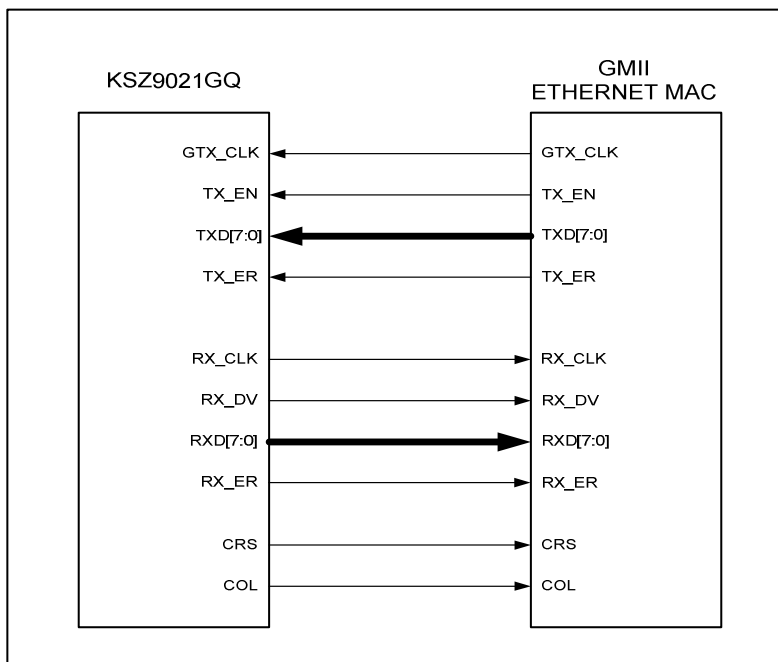 KSZ9021GQ
GMII
ETHERNET MAC
GTX_CLK GTX_CLK
TX_EN TX_EN
TXD[7:0] TXD[7:0]
TX_ER TX_ER
RX_CLK RX_CLK
RX_DV RX_DV
RXD[7:0] RXD[7:0]
RX_ER RX_ER
CRS CRS
COL COL